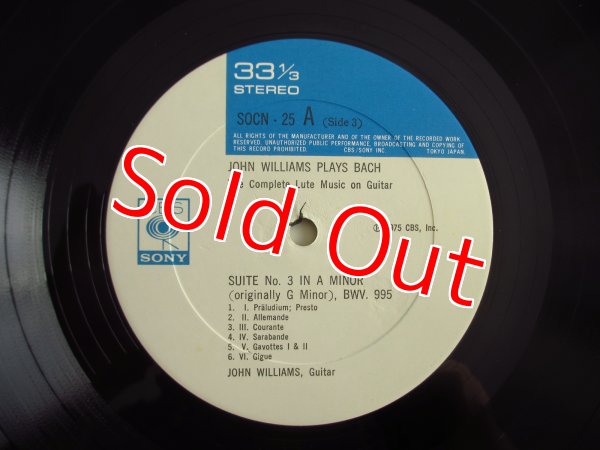 33 1/3
STEREO
SOCN · 25 A (Side 3)
ALL RIGHTS OF THE MANUFACTURER AND OF THE OWNER OF THE RECORDED WORK
RESERVED. UNAUTHORIZED PUBLIC PERFORMANCE, BROADCASTING AND COPYING OF
THIS RECORD PROHIBITED. CBS/SONY INC. TOKYO JAPAN
JOHN WILLIAMS PLAYS BACH
Complete Lute Music on Guitar
Sold Out
SONY
CBS, Inc.
SUITE No. 3 IN A MINOR
(originally G Minor), BWV. 995
1. I. Präludium; Presto
2. II. Allemande
3. III. Courante
4. IV. Sarabande
5. V. Gavottes I & II
6. VI. Gigue
JOHN WILLIAMS, Guitar